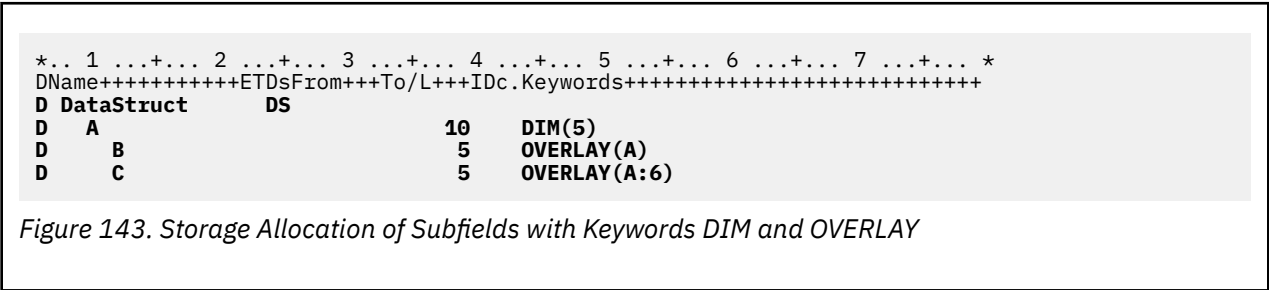 *.. 1 ...+... 2 ...+... 3 ...+... 4 ...+... 5 ...+... 6 ...+... 7 ...+... *
DName+++++++++++ETDsFrom+++To/L+++IDc.Keywords++++++++++++++++++++++++++++
D DataStruct      DS
D   A                           10    DIM(5)
D     B                          5    OVERLAY(A)
D     C                          5    OVERLAY(A:6)
Figure 143. Storage Allocation of Subfields with Keywords DIM and OVERLAY